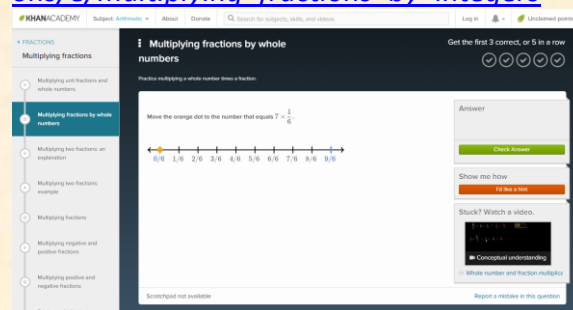 one/e/multiplying fractions by integers
KHANACADEMY
Subject: Arithmetic
About
Donate
Search for subjects, skills, and videos
Log in
Unclaimed points
FRACTIONS
Multiplying fractions
Multiplying unit fractions and
whole numbers
Multiplying fractions by whole
numbers
Multiplying two fractions: an
explanation
Multiplying two fractions:
example
Multiplying fractions
Multiplying negative and
positive fractions
Multiplying positive and
negative fractions
Multiplying fractions by whole
numbers
Get the first 3 correct, or 5 in a row
Practice multiplying a whole number times a fraction.
Move the orange dot to the number that equals 7 × 1/6.
0/6 1/6 2/6 3/6 4/6 5/6 6/6 7/6 8/6 9/6
Answer
Check Answer
Show me how
I'd like a hint
Stuck? Watch a video.
Conceptual understanding
Whole number and fraction multiplica
Scratchpad not available
Report a mistake in this question